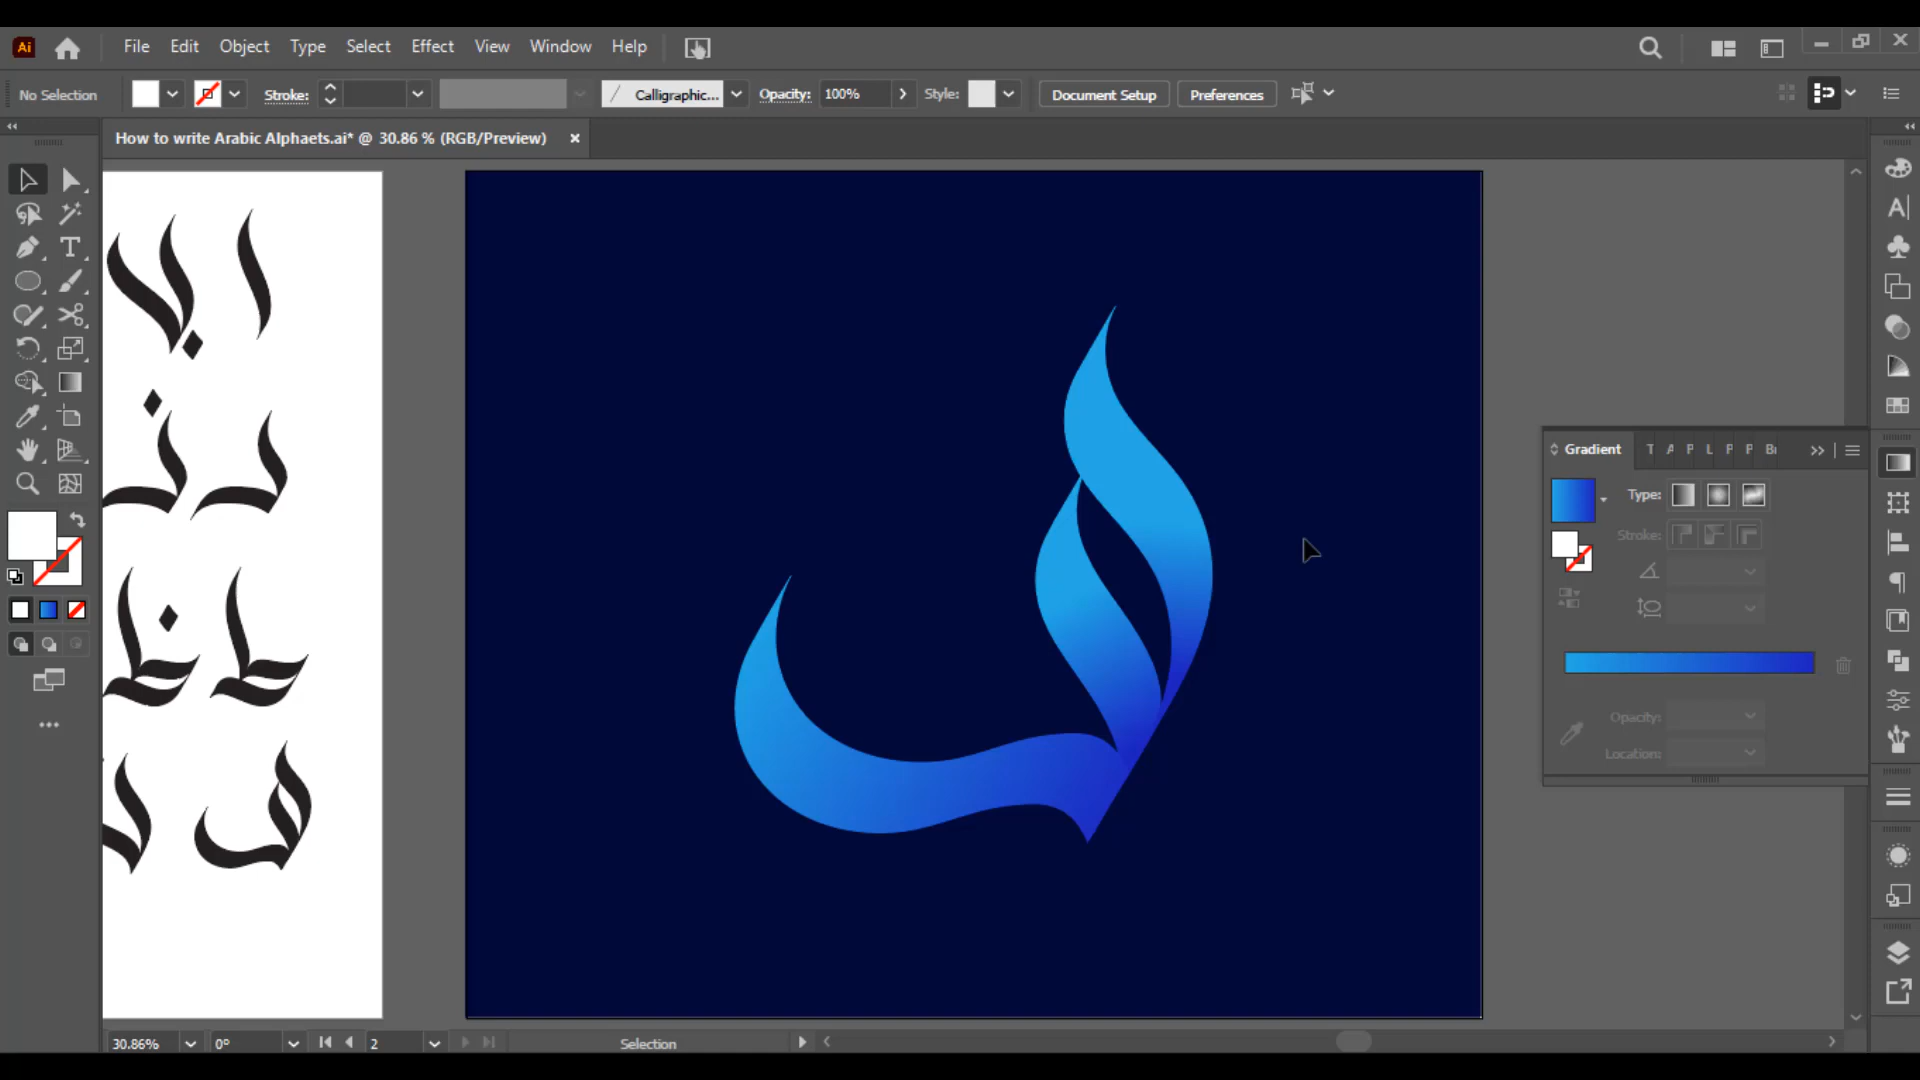 File Edit Object Type Select Effect View Window Help
No Selection Stroke: Calligraphic... Opacity: 100% Style: Document Setup Preferences
How to write Arabic Alphaets.ai* @ 30.86 % (RGB/Preview)
Gradient T A P L P P Bi
Type:
Stroke:
Opacity:
Location:
30.86% 0° 2 Selection